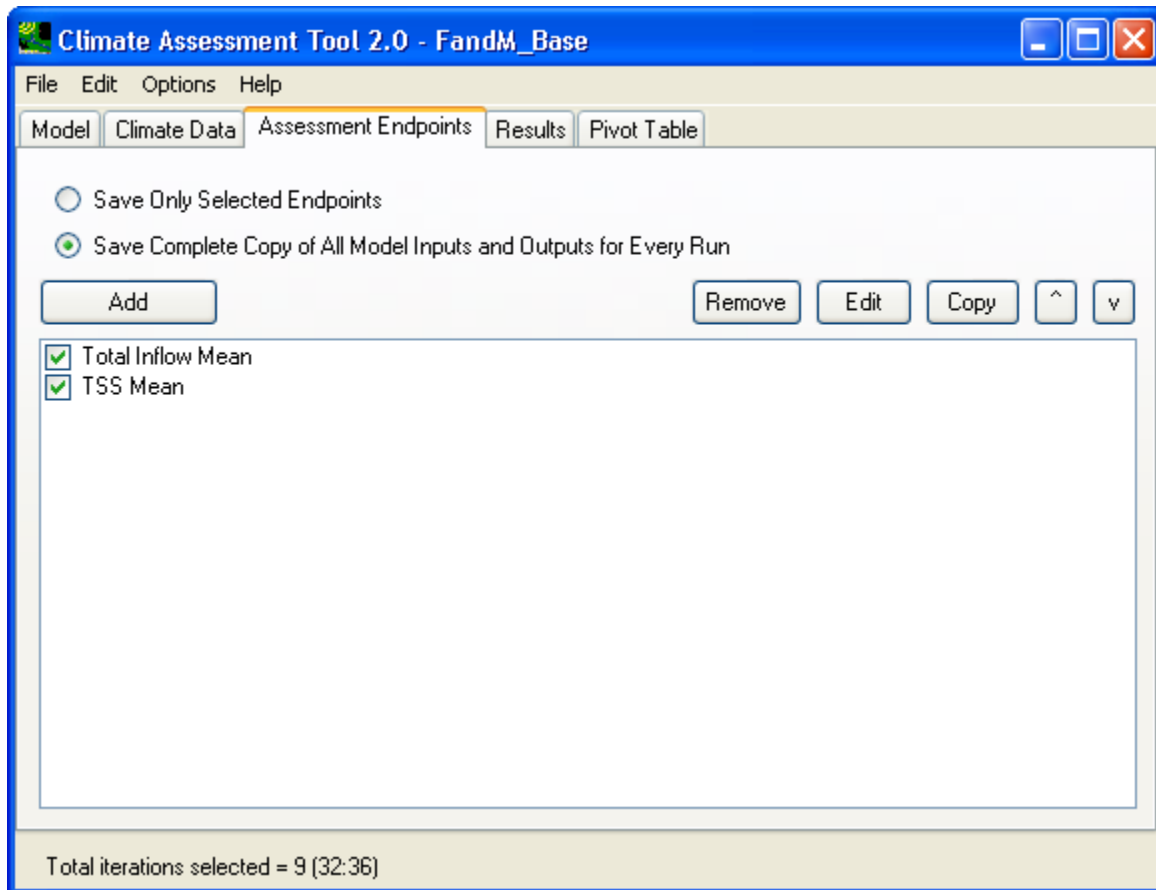 Climate Assessment Tool 2.0 - FandM_Base
File Edit Options Help
Model Climate Data Assessment Endpoints Results Pivot Table
Save Only Selected Endpoints
Save Complete Copy of All Model Inputs and Outputs for Every Run
Add Remove Edit Copy ^ v
Total Inflow Mean
TSS Mean
Total iterations selected = 9 (32:36)